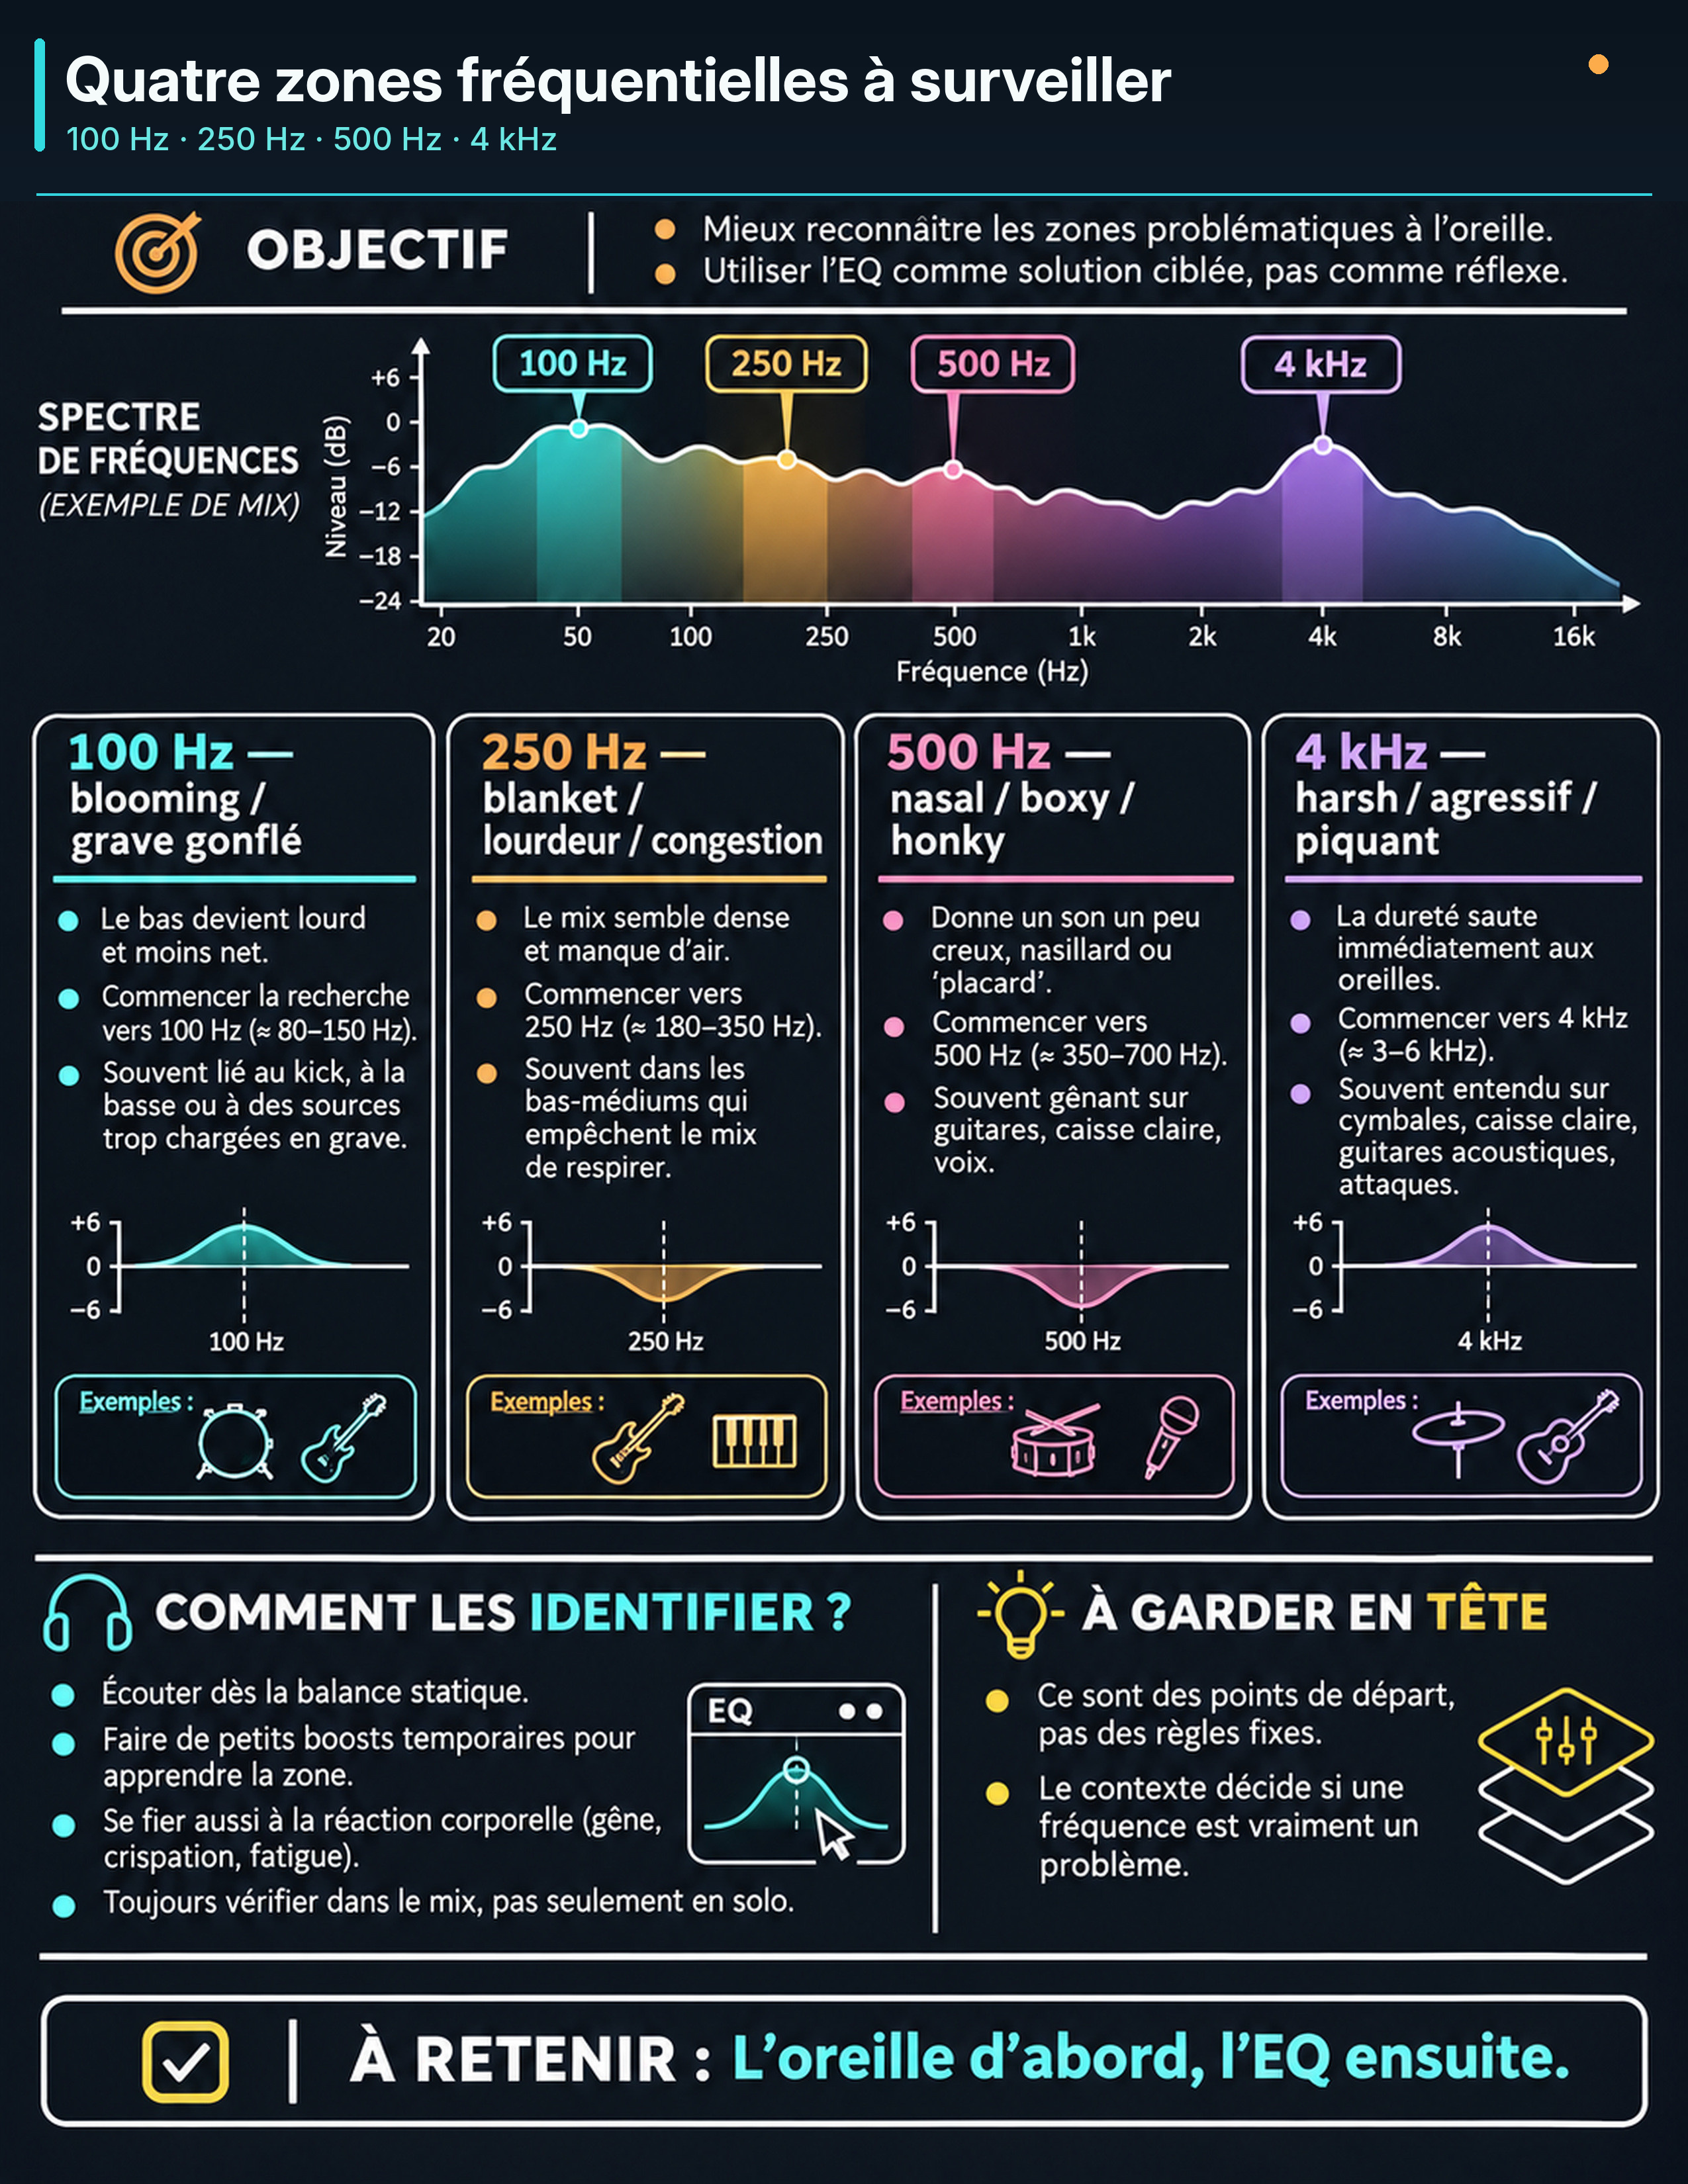 Quatre zones fréquentielles à surveiller
100 Hz · 250 Hz · 500 Hz · 4 kHz
OBJECTIF
Mieux reconnâitre les zones problématiques à l’oreille.
Utiliser l’EQ comme solution ciblée, pas comme réflexe.
SPECTRE
DE FRÉQUENCES
(EXEMPLE DE MIX)
Niveau (dB)
+6
0
−6
−12
−18
−24
100 Hz
250 Hz
500 Hz
4 kHz
20 50 100 250 500 1k 2k 4k 8k 16k
Fréquence (Hz)
100 Hz —
blooming /
grave gonflé
Le bas devient lourd
et moins net.
Commencer la recherche
vers 100 Hz (≈ 80–150 Hz).
Souvent lié au kick, à la
basse ou à des sources
trop chargées en grave.
+6
0
−6
100 Hz
Exemples :
250 Hz —
blanket /
lourdeur / congestion
Le mix semble dense
et manque d’air.
Commencer vers
250 Hz (≈ 180–350 Hz).
Souvent dans les
bas-médiums qui
empêchent le mix
de respirer.
+6
0
−6
250 Hz
Exemples :
500 Hz —
nasal / boxy /
honky
Donne un son un peu
creux, nasillard ou
‘placard’.
Commencer vers
500 Hz (≈ 350–700 Hz).
Souvent gênant sur
guitares, caisse claire,
voix.
+6
0
−6
500 Hz
Exemples :
4 kHz —
harsh / agressif /
piquant
La dureté saute
immédiatement aux
oreilles.
Commencer vers 4 kHz
(≈ 3–6 kHz).
Souvent entendu sur
cymbales, caisse claire,
guitares acoustiques,
attaques.
+6
0
−6
4 kHz
Exemples :
COMMENT LES IDENTIFIER ?
Écouter dès la balance statique.
Faire de petits boosts temporaires pour
apprendre la zone.
Se fier aussi à la réaction corporelle (gêne,
crispation, fatigue).
Toujours vérifier dans le mix, pas seulement en solo.
EQ
À GARDER EN TÊTE
Ce sont des points de départ,
pas des règles fixes.
Le contexte décide si une
fréquence est vraiment un
problème.
À RETENIR : L’oreille d’abord, l’EQ ensuite.